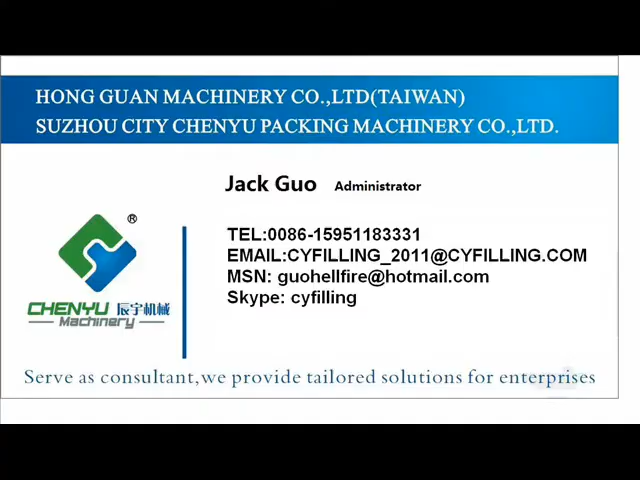 HONG GUAN MACHINERY CO.,LTD(TAIWAN)
SUZHOU CITY CHENYU PACKING MACHINERY CO.,LTD.
Jack Guo Administrator
TEL:0086-15951183331
EMAIL:CYFILLING_2011@CYFILLING.COM
MSN: guohellfire@hotmail.com
Skype: cyfilling
®
CHENYU 辰宇机械
Machinery
Serve as consultant,we provide tailored solutions for enterprises